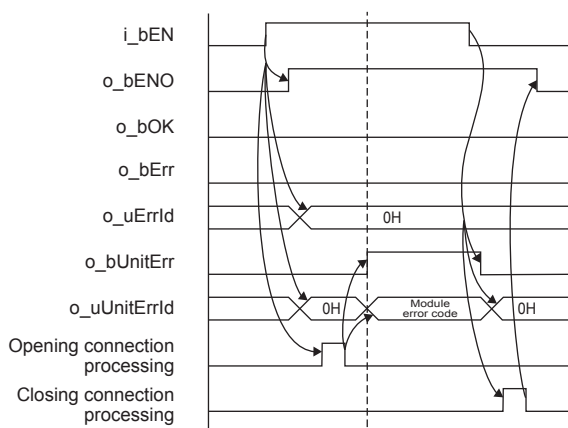 i_bEN
o_bENO
o_bOK
o_bErr
o_uErrId
0H
o_bUnitErr
o_uUnitErrId
0H
Module
error code
0H
Opening connection
processing
Closing connection
processing